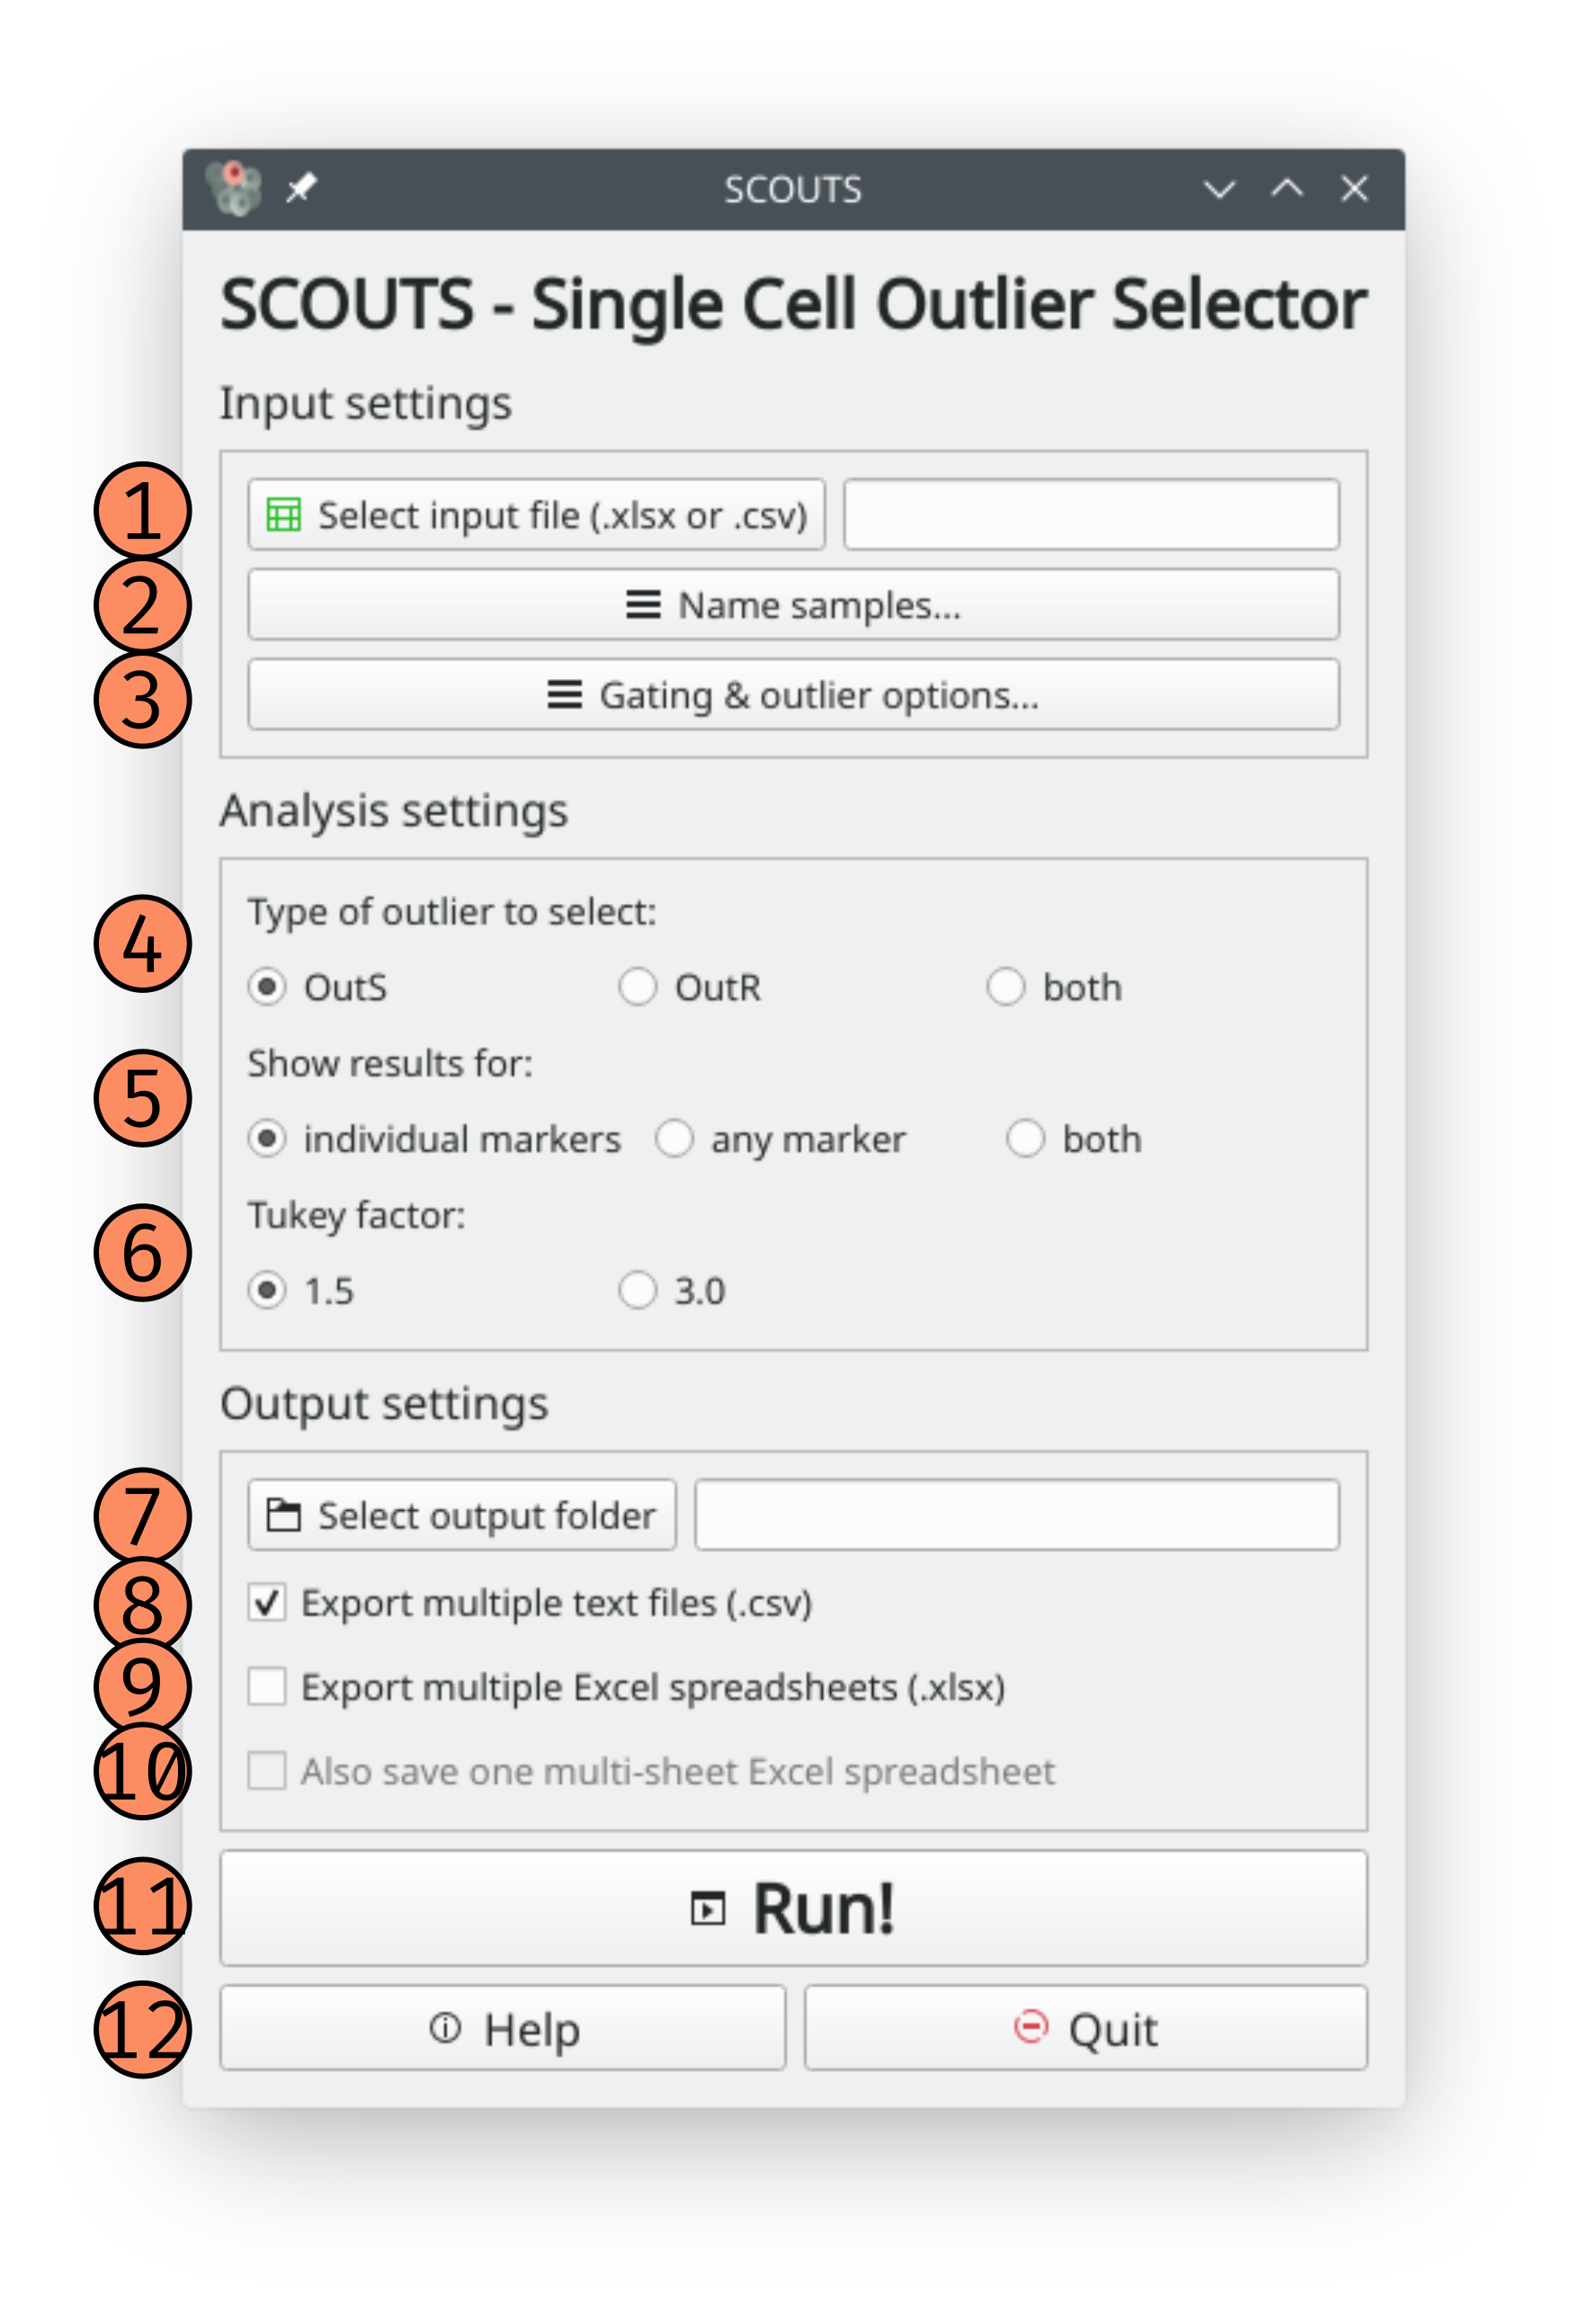 SCOUTS
SCOUTS - Single Cell Outlier Selector
Input settings
1 Select input file (.xlsx or .csv)
2 Name samples...
3 Gating & outlier options...
Analysis settings
Type of outlier to select:
4
OutS OutR both
Show results for:
5
individual markers any marker both
Tukey factor:
6
1.5 3.0
Output settings
7 Select output folder
8 Export multiple text files (.csv)
9 Export multiple Excel spreadsheets (.xlsx)
10 Also save one multi-sheet Excel spreadsheet
11 Run!
12 Help Quit